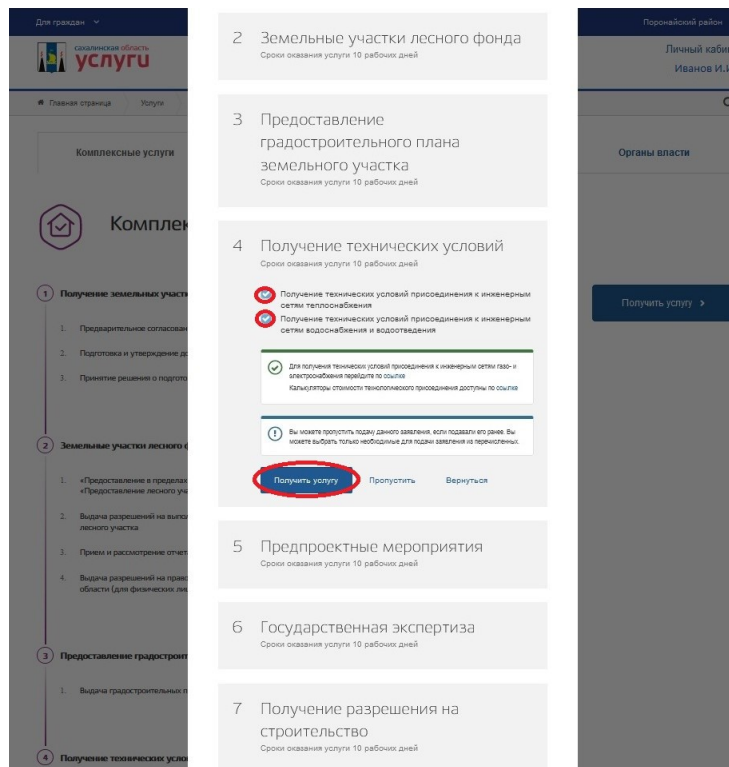 Для граждан
Поронайский район
сахалинская область
услуги
Личный каби
Иванов И.И
Главная страница
Услуги
Комплексные услуги
Органы власти
Комплек
Получить услугу
1 Получение земельных участк
1. Предварительное согласован
2. Подготовка и утверждение до
3. Принятие решения о подгото
2 Земельные участки лесного ф
1. «Предоставление в пределах
«Предоставление лесного уча
2. Выдача разрешений на выпол
лесного участка
3. Прием и рассмотрение отчет
4. Выдача разрешений на право
области (для физических лиц
3 Предоставление градостроит
1. Выдача градостроительных п
4 Получение технических усло
2 Земельные участки лесного фонда
Сроки оказания услуги 10 рабочих дней
3 Предоставление
градостроительного плана
земельного участка
Сроки оказания услуги 10 рабочих дней
4 Получение технических условий
Сроки оказания услуги 10 рабочих дней
Получение технических условий присоединения к инженерным
сетям теплоснабжения
Получение технических условий присоединения к инженерным
сетям водоснабжения и водоотведения
Для получения технических условий присоединения к инженерным сетям газо- и
электроснабжения перейдите по ссылке
Калькуляторы стоимости технологического присоединения доступны по ссылке
Вы можете пропустить подачу данного заявления, если подавали его ранее. Вы
можете выбрать только необходимые для подачи заявления из перечисленных.
Получить услугу
Пропустить
Вернуться
5 Предпроектные мероприятия
Сроки оказания услуги 10 рабочих дней
6 Государственная экспертиза
Сроки оказания услуги 10 рабочих дней
7 Получение разрешения на
строительство
Сроки оказания услуги 10 рабочих дней